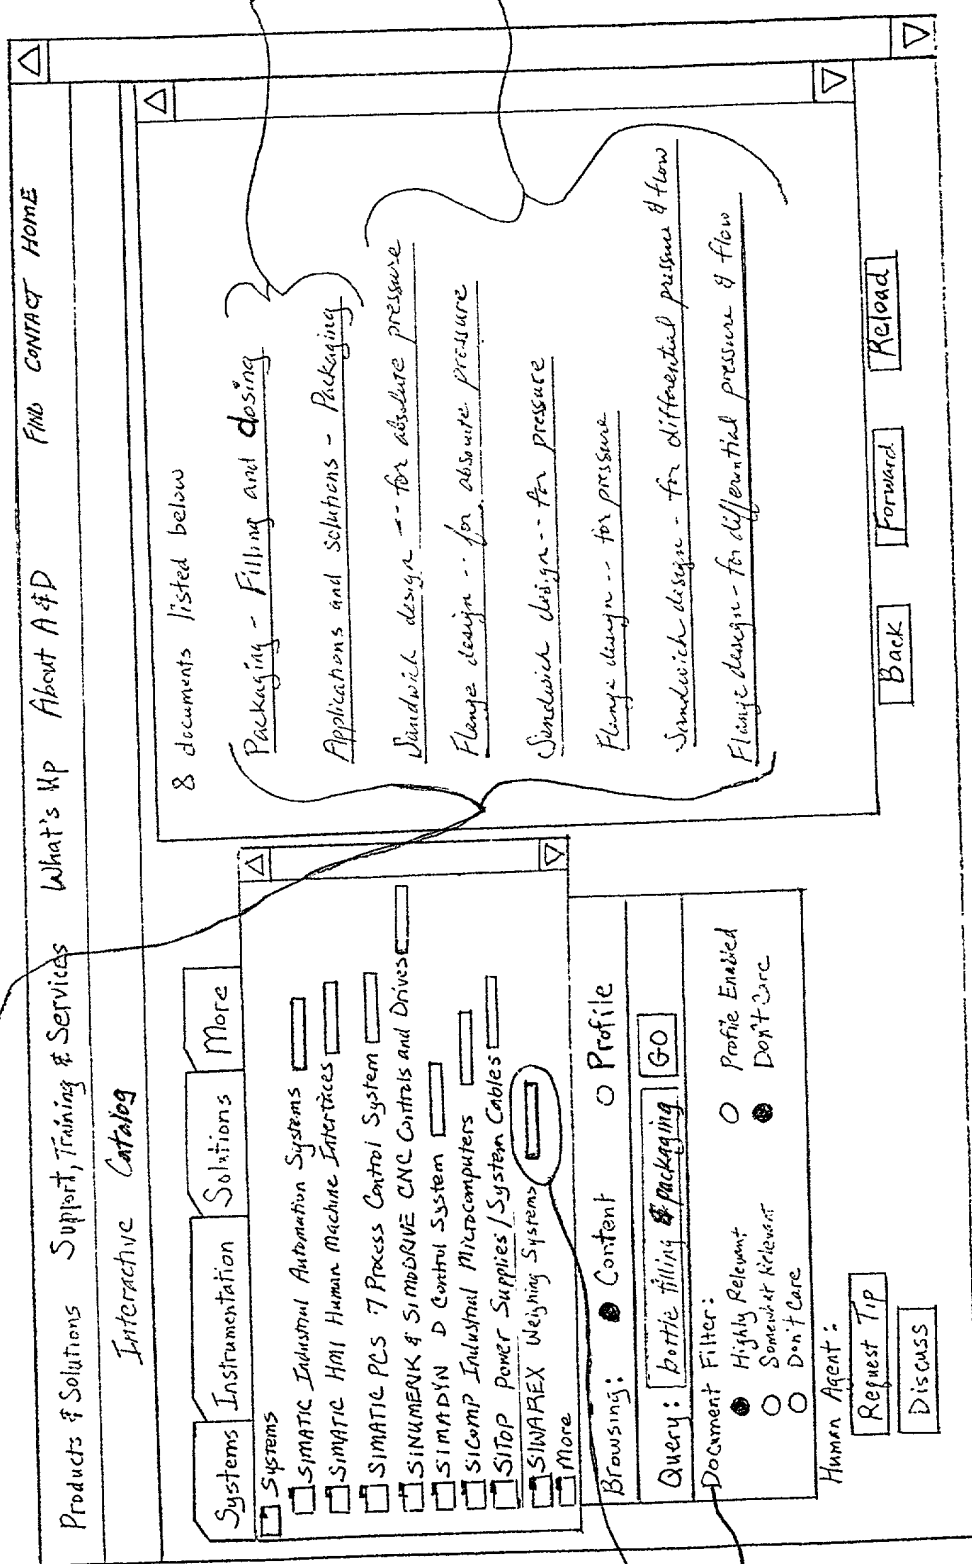 Products & Solutions Support, Training & Services What's Up About A&D FIND CONTACT HOME
Interactive Catalog
Systems Instrumentation Solutions More
Systems
SIMATIC Industrial Automation Systems
SIMATIC HMI Human Machine Interfaces
SIMATIC PCS 7 Process Control System
SINUMERIK & SIMODRIVE CNC Controls and Drives
SIMADYN D Control System
SICOMP Industrial Microcomputers
SITOP Power Supplies/System Cables
SIWAREX Weighing Systems
More
Browsing: Content Profile
Query: bottle filling & packaging GO
Document Filter:
Highly Relevant Profile Enabled
Somewhat Relevant Don't Care
Don't Care
Human Agent:
Request Tip
Discuss
8 documents listed below
Packaging - Filling and dosing
Applications and solutions - Packaging
Sandwich design -- for absolute pressure
Flange design -- for absolute pressure
Sandwich design -- for pressure
Flange design -- for pressure
Sandwich design - for differential pressure & flow
Flange design - for differential pressure & flow
Back Forward Reload